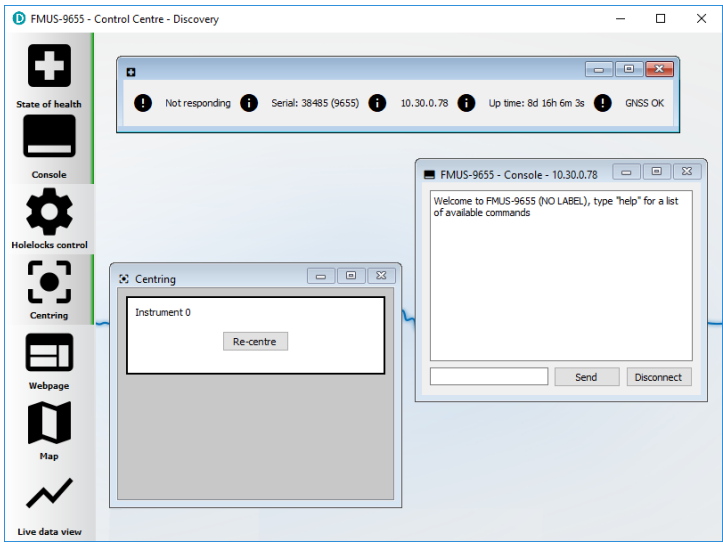 FMUS-9655 - Control Centre - Discovery
State of health
Console
Holelocks control
Centring
Webpage
Map
Live data view
Not responding
Serial: 38485 (9655)
10.30.0.78
Up time: 8d 16h 6m 3s
GNSS OK
FMUS-9655 - Console - 10.30.0.78
Welcome to FMUS-9655 (NO LABEL), type "help" for a list
of available commands
Send
Disconnect
Centring
Instrument 0
Re-centre